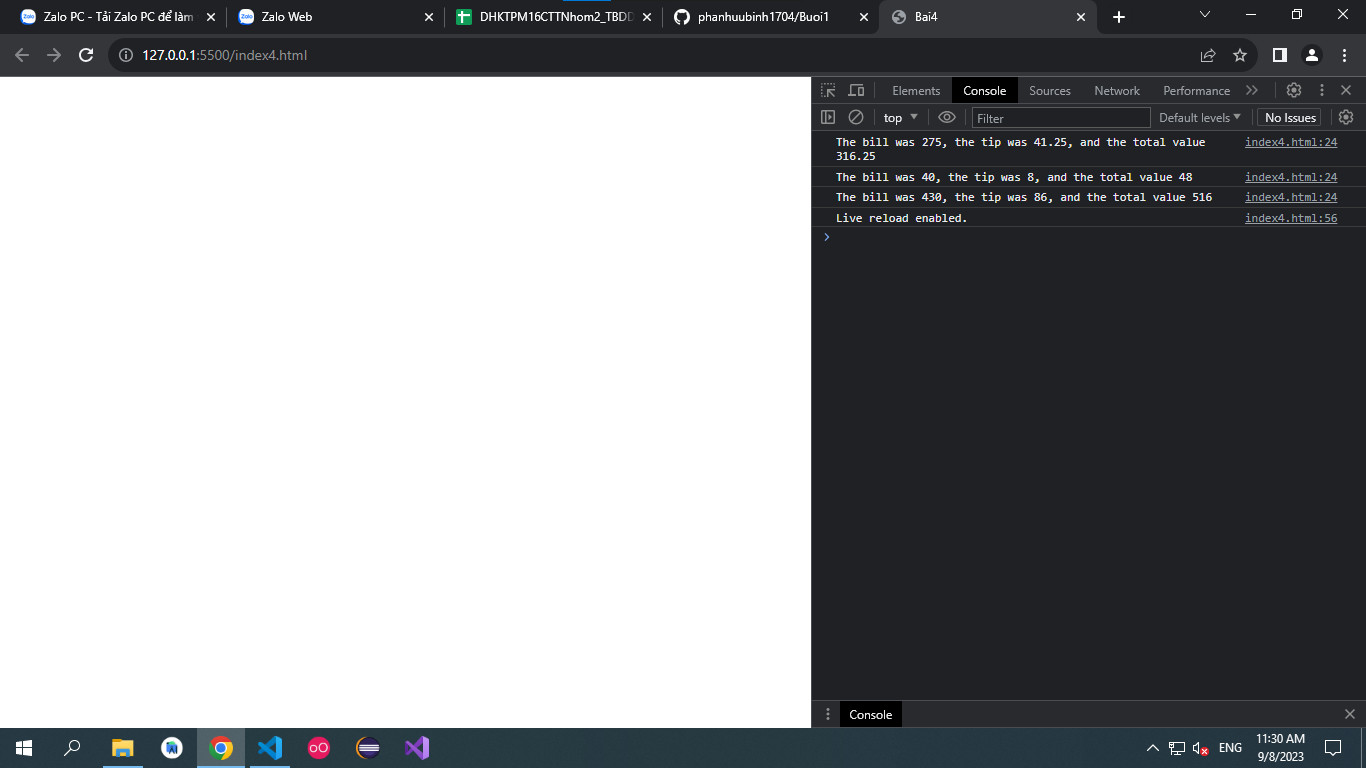 Zalo PC - Tải Zalo PC để làm
Zalo Web
DHKTPM16CTTNhom2_TBDD
phanhuubinh1704/Buoi1
Bai4
127.0.0.1:5500/index4.html
Elements Console Sources Network Performance
top Filter Default levels No Issues
The bill was 275, the tip was 41.25, and the total value index4.html:24
316.25
The bill was 40, the tip was 8, and the total value 48 index4.html:24
The bill was 430, the tip was 86, and the total value 516 index4.html:24
Live reload enabled. index4.html:56
Console
ENG
11:30 AM
9/8/2023